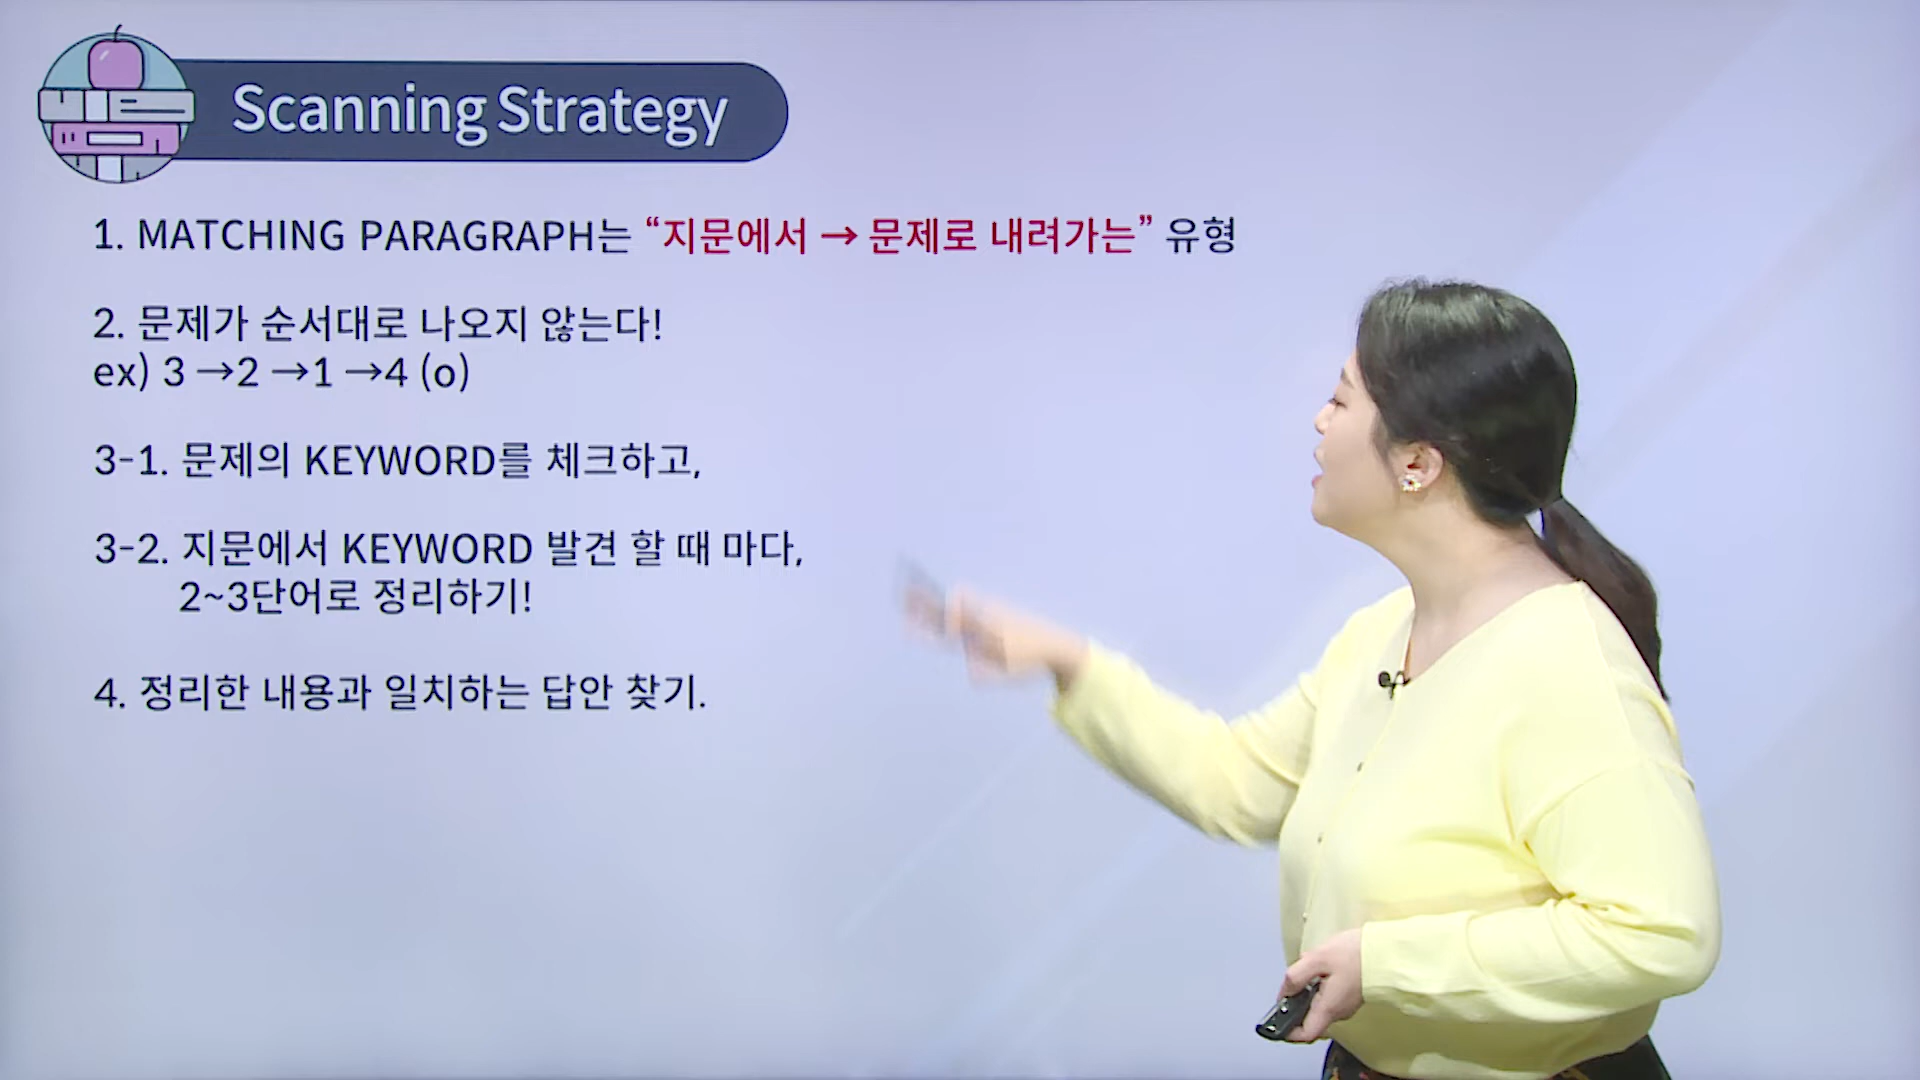 Scanning Strategy
1. MATCHING PARAGRAPH는 “지문에서 → 문제로 내려가는” 유형
2. 문제가 순서대로 나오지 않는다!
ex) 3 →2 →1 →4 (o)
3-1. 문제의 KEYWORD를 체크하고,
3-2. 지문에서 KEYWORD 발견 할 때 마다,
2~3단어로 정리하기!
4. 정리한 내용과 일치하는 답안 찾기.